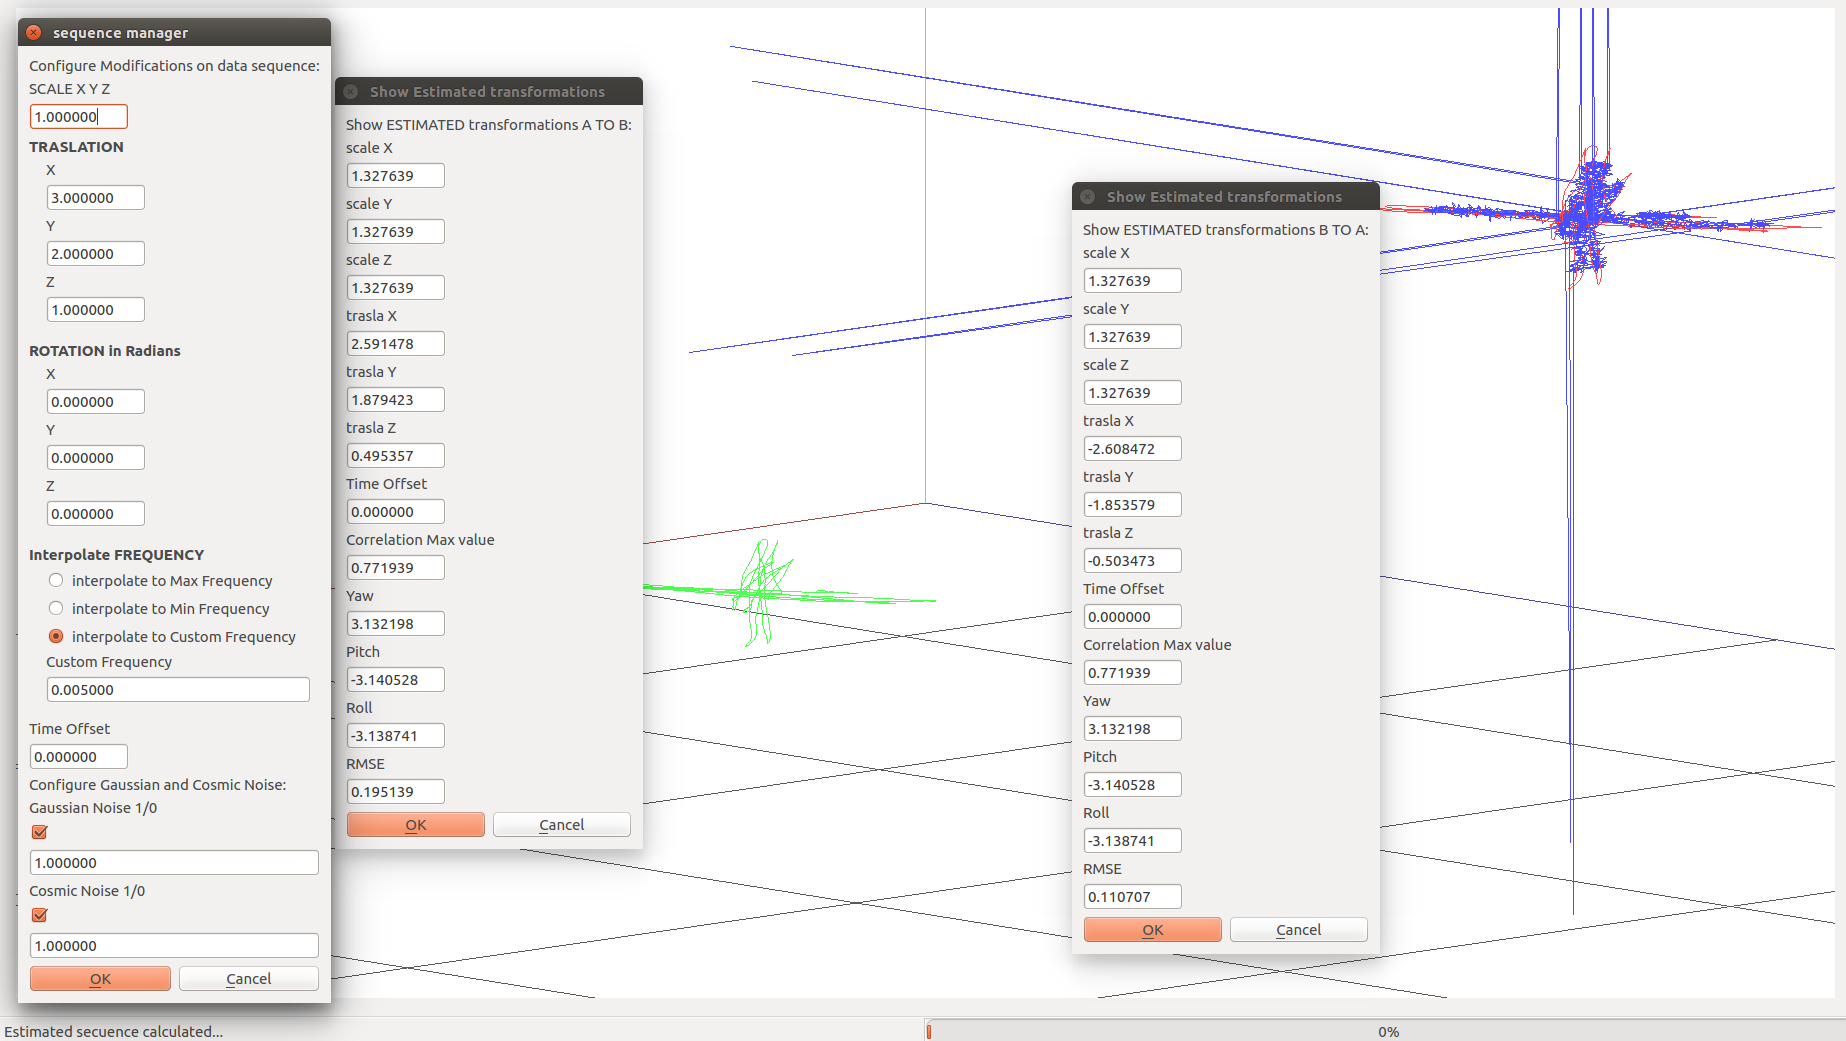 sequence manager
Configure Modifications on data sequence:
SCALE X Y Z
1.000000
TRASLATION
X
3.000000
Y
2.000000
Z
1.000000
ROTATION in Radians
X
0.000000
Y
0.000000
Z
0.000000
Interpolate FREQUENCY
interpolate to Max Frequency
interpolate to Min Frequency
interpolate to Custom Frequency
Custom Frequency
0.005000
Time Offset
0.000000
Configure Gaussian and Cosmic Noise:
Gaussian Noise 1/0
1.000000
Cosmic Noise 1/0
1.000000
OK Cancel
Show Estimated transformations
Show ESTIMATED transformations A TO B:
scale X
1.327639
scale Y
1.327639
scale Z
1.327639
trasla X
2.591478
trasla Y
1.879423
trasla Z
0.495357
Time Offset
0.000000
Correlation Max value
0.771939
Yaw
3.132198
Pitch
-3.140528
Roll
-3.138741
RMSE
0.195139
OK Cancel
Show Estimated transformations
Show ESTIMATED transformations B TO A:
scale X
1.327639
scale Y
1.327639
scale Z
1.327639
trasla X
-2.608472
trasla Y
-1.853579
trasla Z
-0.503473
Time Offset
0.000000
Correlation Max value
0.771939
Yaw
3.132198
Pitch
-3.140528
Roll
-3.138741
RMSE
0.110707
OK Cancel
Estimated secuence calculated...
0%